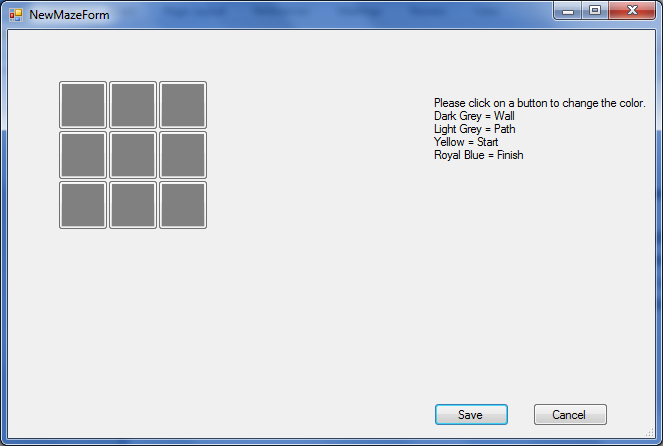 NewMazeForm
Please click on a button to change the color.
Dark Grey = Wall
Light Grey = Path
Yellow = Start
Royal Blue = Finish
Save
Cancel